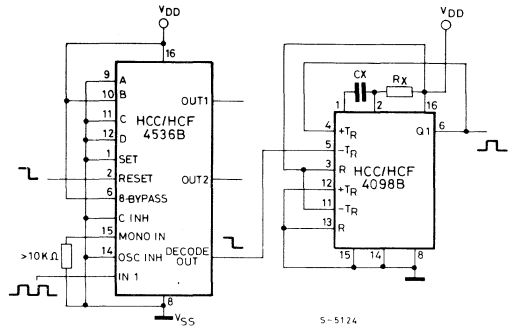 VDD
16
9 A
10 B
11 C
12 D
1 SET
2 RESET
6 8-BYPASS
C INH
15 MONO IN
14 OSC INH
IN 1
>10KΩ
HCC/HCF
4536B
OUT1
OUT2
DECODE
OUT
8
VSS
VDD
CX
RX
1
2
16
4 +TR
5 -TR
3 R
12 +TR
11 -TR
13 R
HCC/HCF
4098B
Q1 6
15
14
8
S-5124